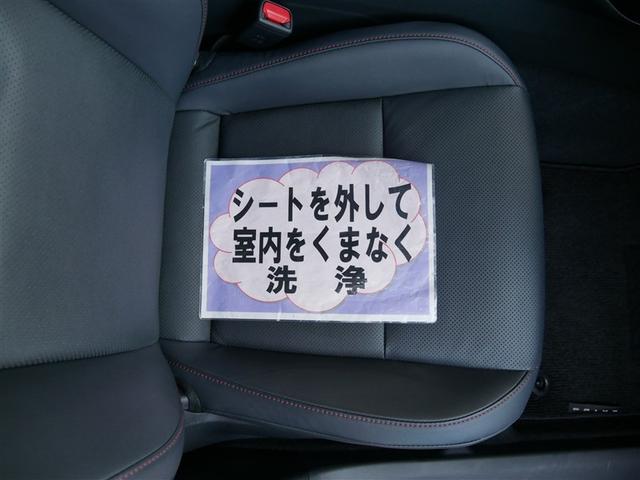 シートを外して
室内をくまなく
洗　浄